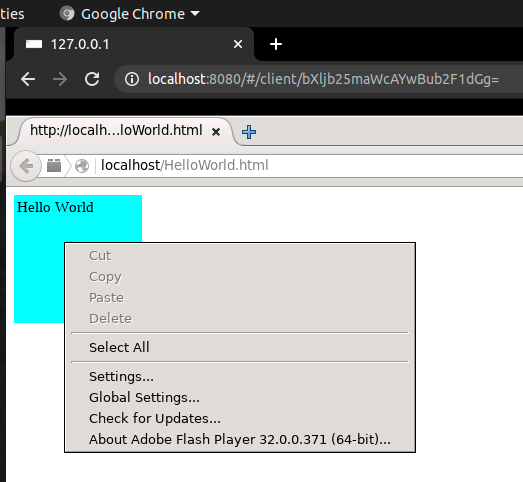 ties Google Chrome
127.0.0.1
localhost:8080/#/client/bXljb25maWcAYwBub2F1dGg=
http://localh...loWorld.html
localhost/HelloWorld.html
Hello World
Cut
Copy
Paste
Delete
Select All
Settings...
Global Settings...
Check for Updates...
About Adobe Flash Player 32.0.0.371 (64-bit)...